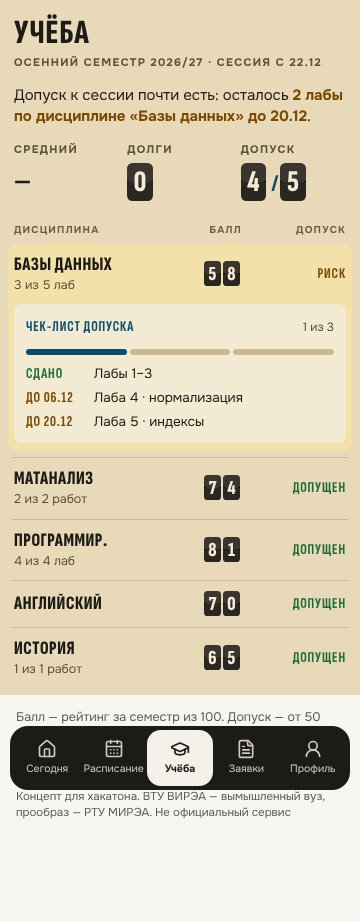 УЧЁБА
ОСЕННИЙ СЕМЕСТР 2026/27 · СЕССИЯ С 22.12
Допуск к сессии почти есть: осталось 2 лабы
по дисциплине «Базы данных» до 20.12.
СРЕДНИЙ ДОЛГИ ДОПУСК
— 0 4/5
ДИСЦИПЛИНА БАЛЛ ДОПУСК
БАЗЫ ДАННЫХ 58 РИСК
3 из 5 лаб
ЧЕК-ЛИСТ ДОПУСКА 1 из 3
СДАНО Лабы 1–3
ДО 06.12 Лаба 4 · нормализация
ДО 20.12 Лаба 5 · индексы
МАТАНАЛИЗ 74 ДОПУЩЕН
2 из 2 работ
ПРОГРАММИР. 81 ДОПУЩЕН
4 из 4 лаб
АНГЛИЙСКИЙ 70 ДОПУЩЕН
ИСТОРИЯ 65 ДОПУЩЕН
1 из 1 работ
Балл — рейтинг за семестр из 100. Допуск — от 50
Сегодня Расписание Учёба Заявки Профиль
Концепт для хакатона. ВТУ ВИРЭА — вымышленный вуз,
прообраз — РТУ МИРЭА. Не официальный сервис